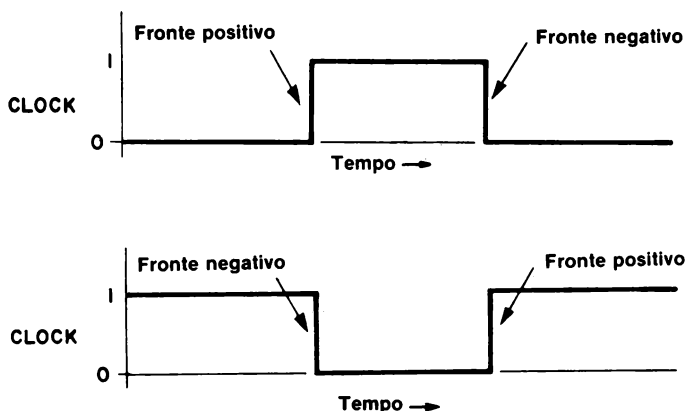 Fronte positivo
Fronte negativo
1
CLOCK
0
Tempo →
Fronte negativo
Fronte positivo
1
CLOCK
0
Tempo →